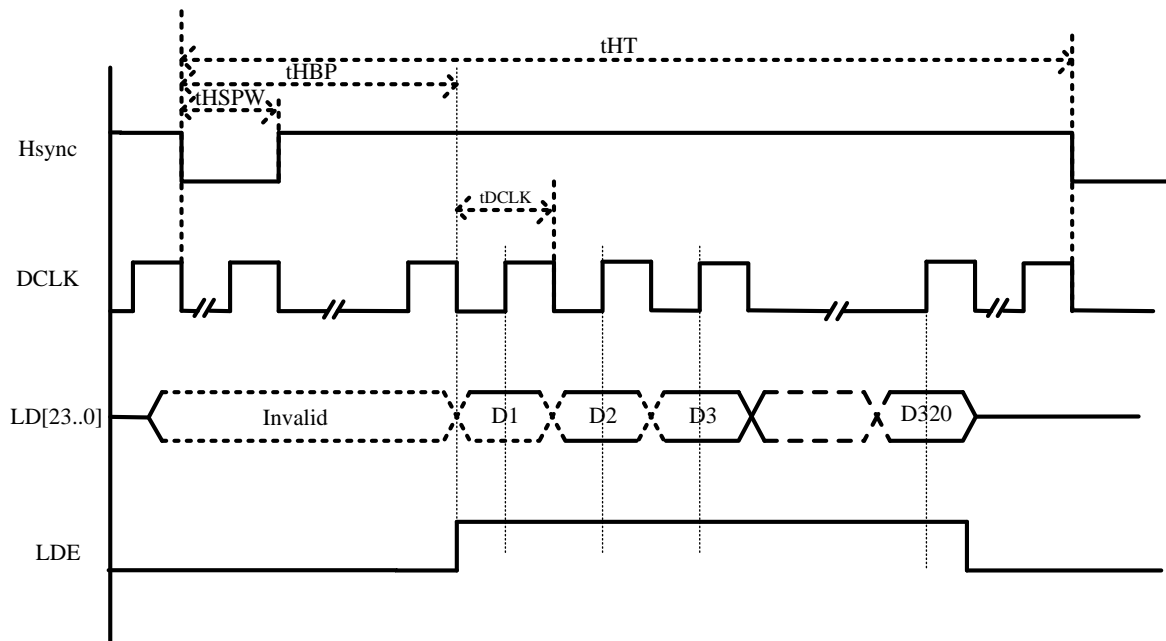 tHT
tHBP
tHSPW
Hsync
tDCLK
DCLK
LD[23..0]
Invalid
D1
D2
D3
D320
LDE